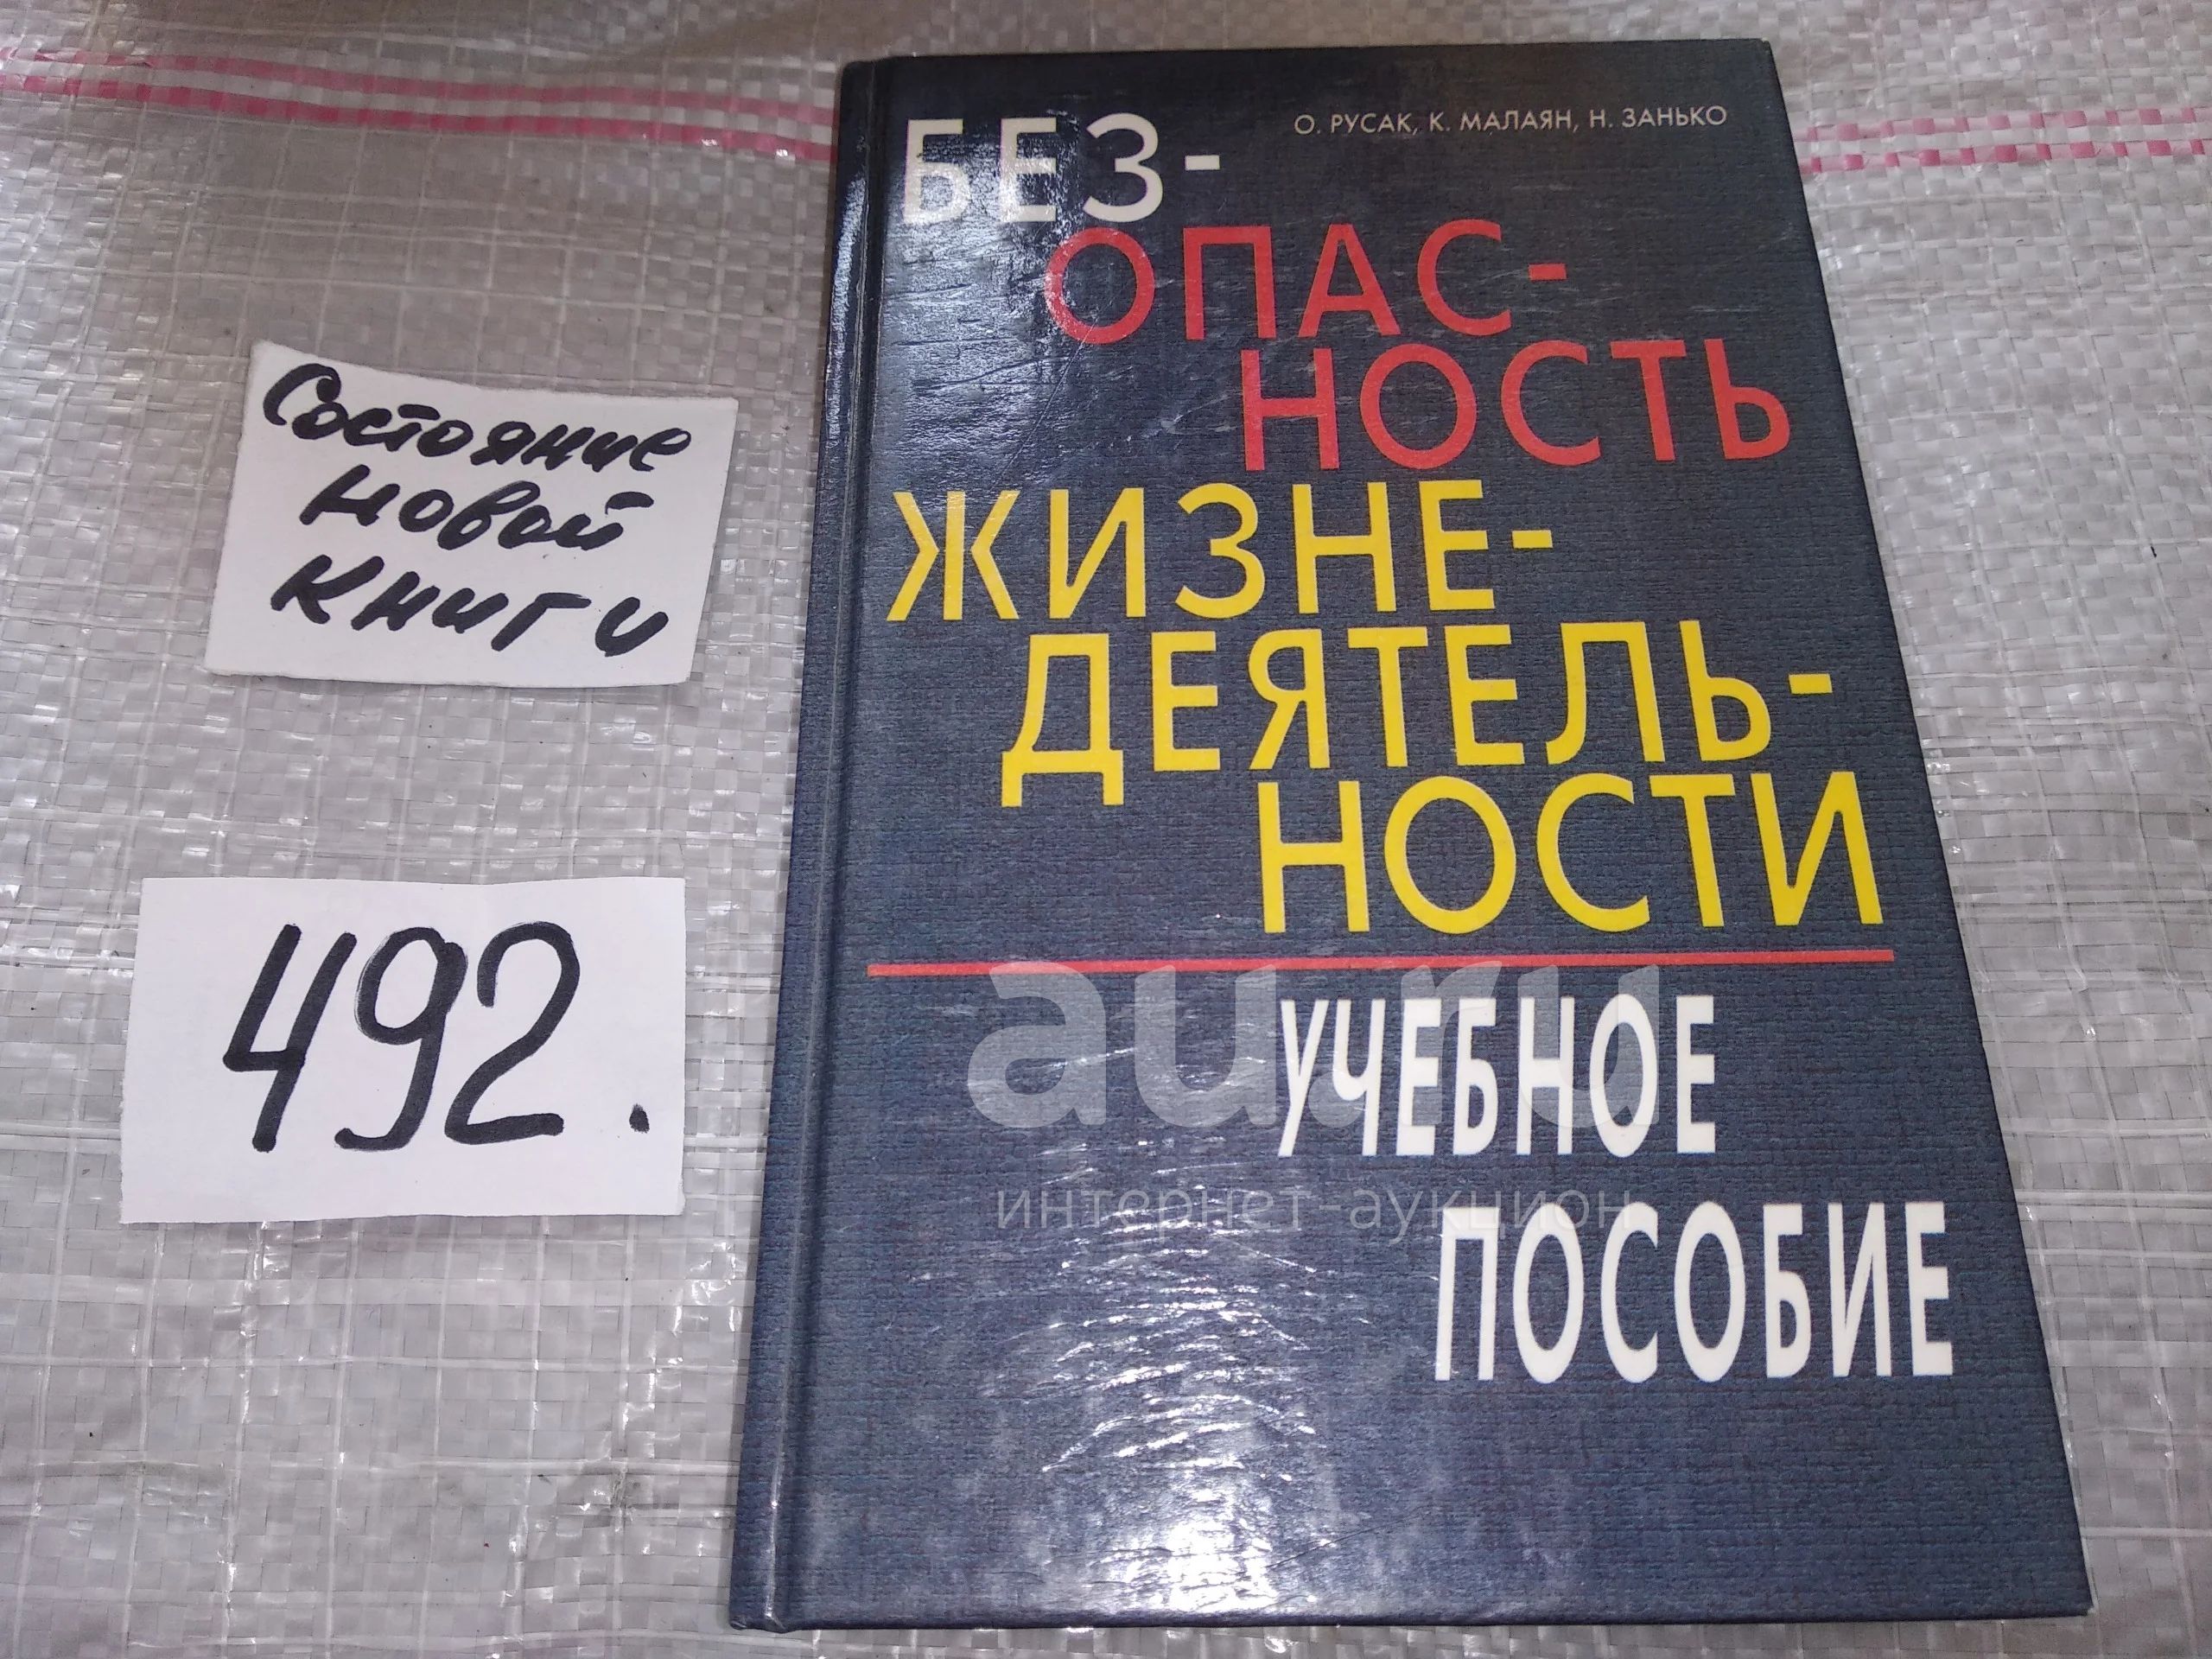 О. РУСАК, К. МАЛАЯН, Н. ЗАНЬКО
БЕЗ-
ОПАС-
НОСТЬ
ЖИЗНЕ-
ДЕЯТЕЛЬ-
НОСТИ
УЧЕБНОЕ
ПОСОБИЕ
Состояние
новой
книги
492.
au.ru
интернет-аукцион